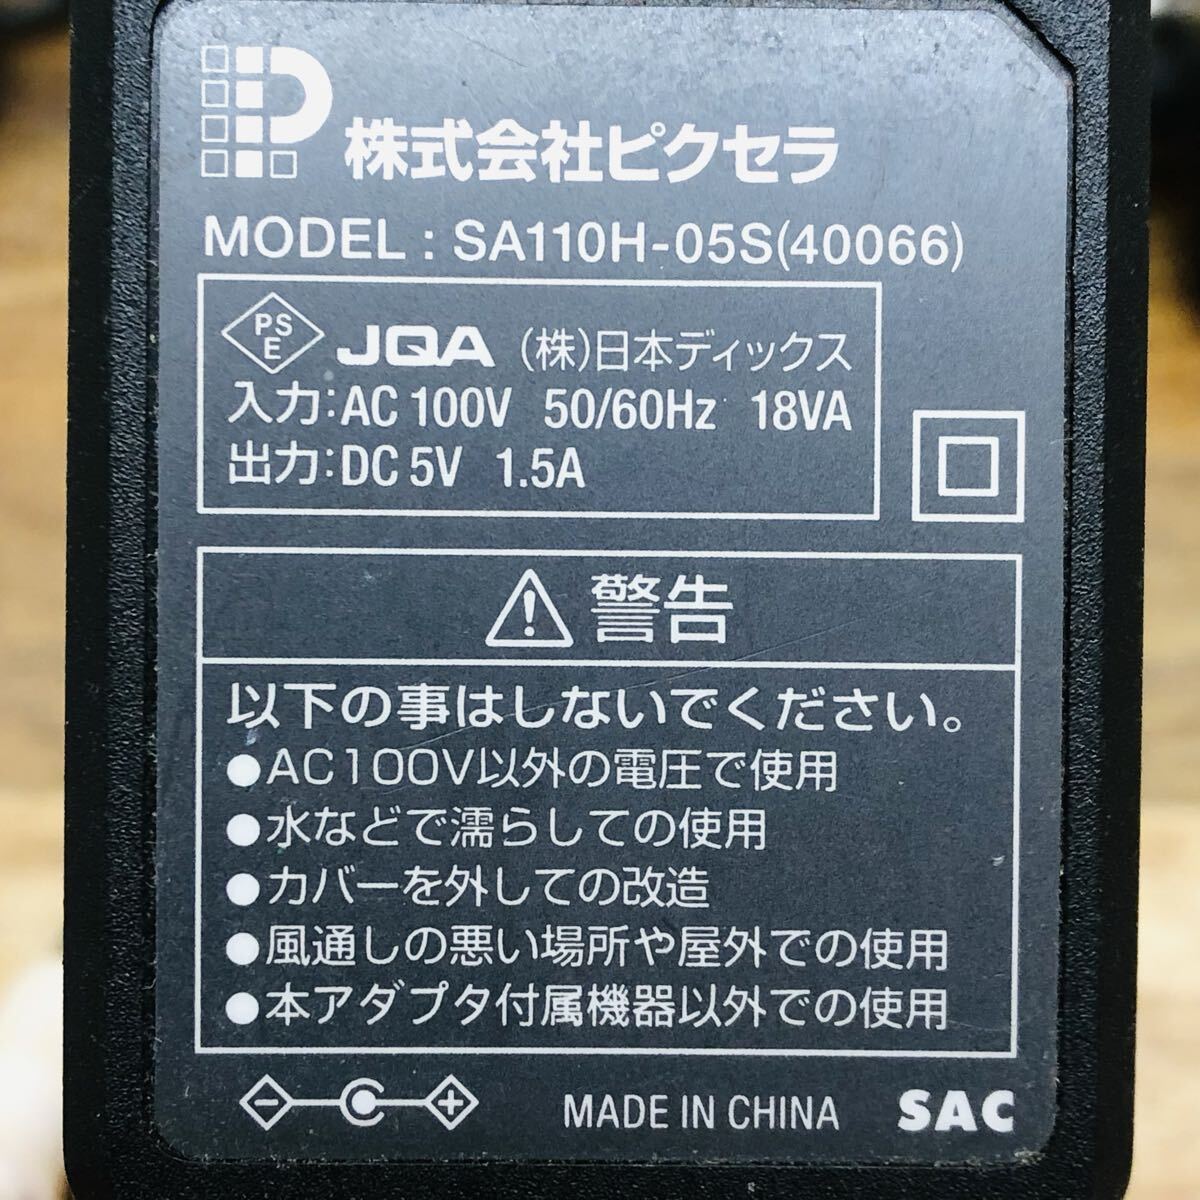 株式会社ピクセラ
MODEL : SA110H-05S(40066)
PS E JQA (株)日本ディックス
入力:AC 100V 50/60Hz 18VA
出力:DC 5V 1.5A
警告
以下の事はしないでください。
●AC100V以外の電圧で使用
●水などで濡らしての使用
●カバーを外しての改造
●風通しの悪い場所や屋外での使用
●本アダプタ付属機器以外での使用
MADE IN CHINA SAC